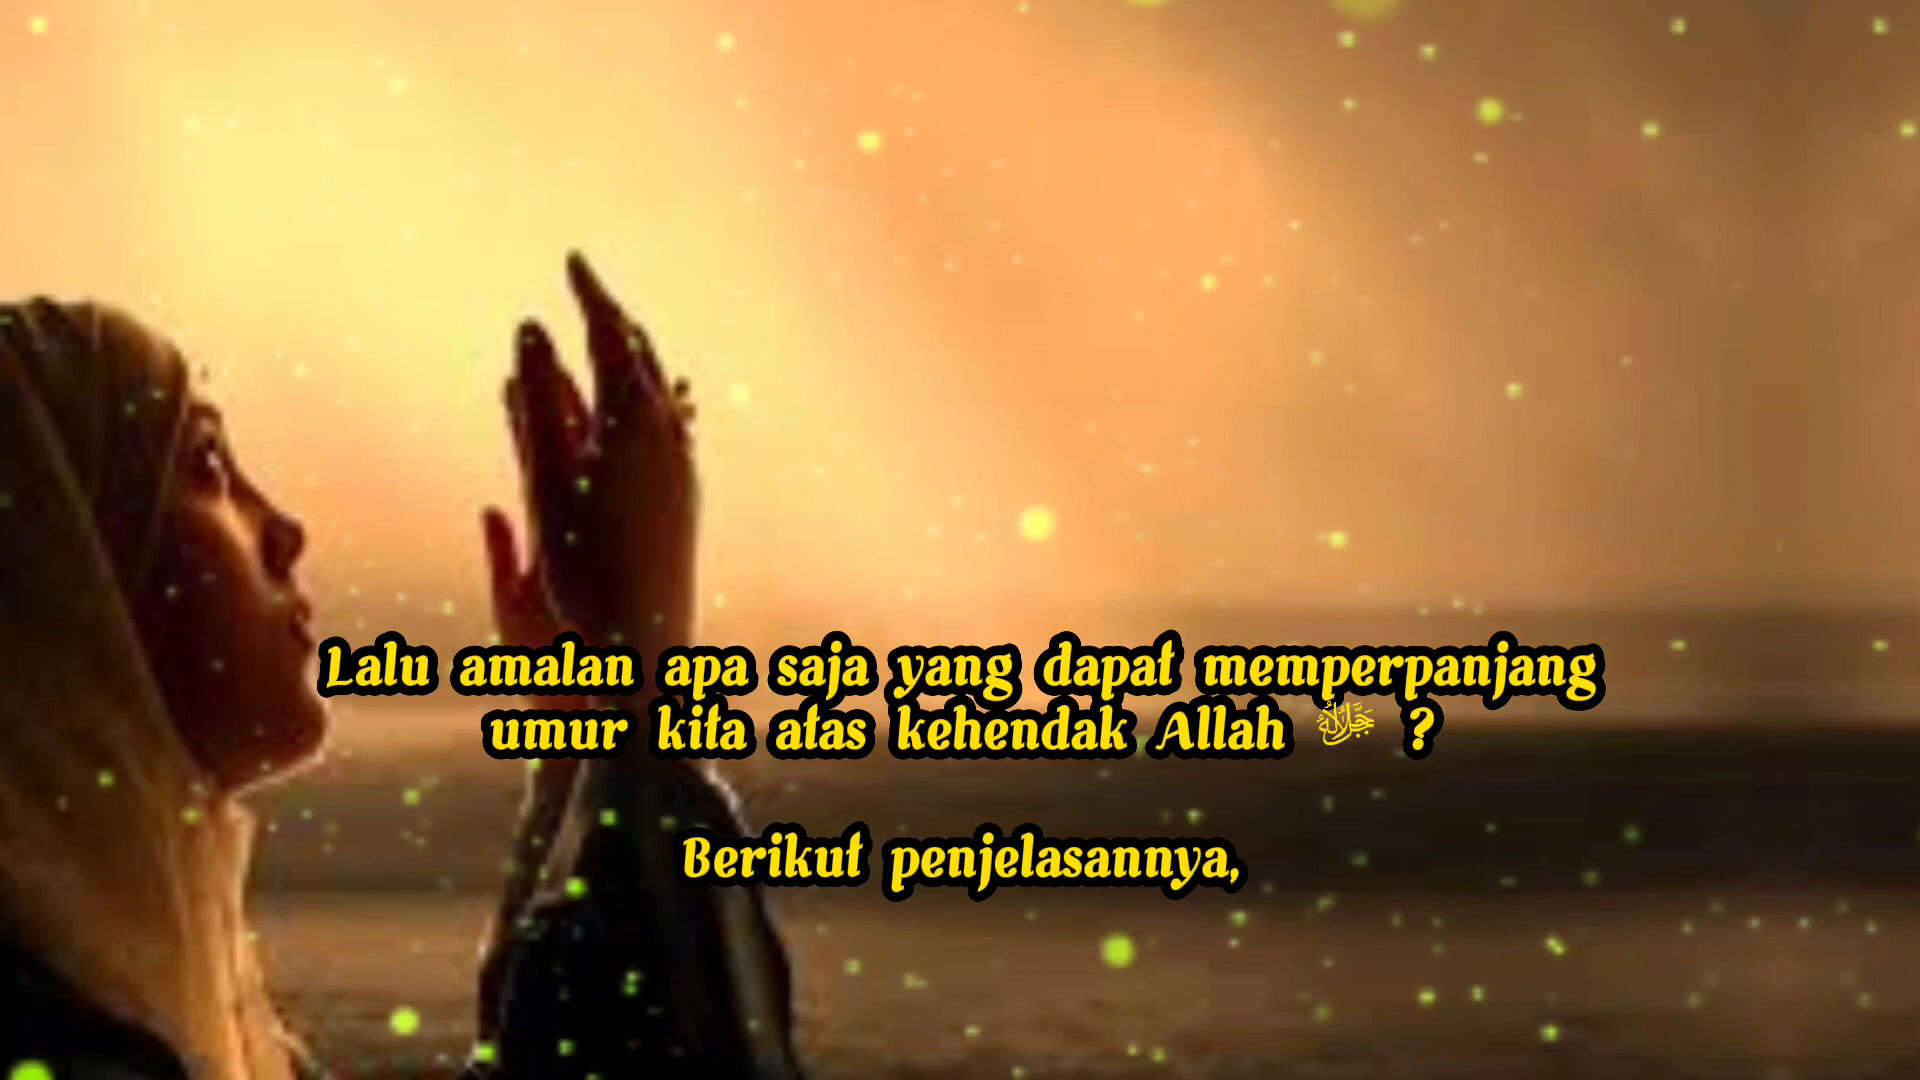 Lalu amalan apa saja yang dapat memperpanjang
umur kita atas kehendak Allah ﷻ ?
Berikut penjelasannya,